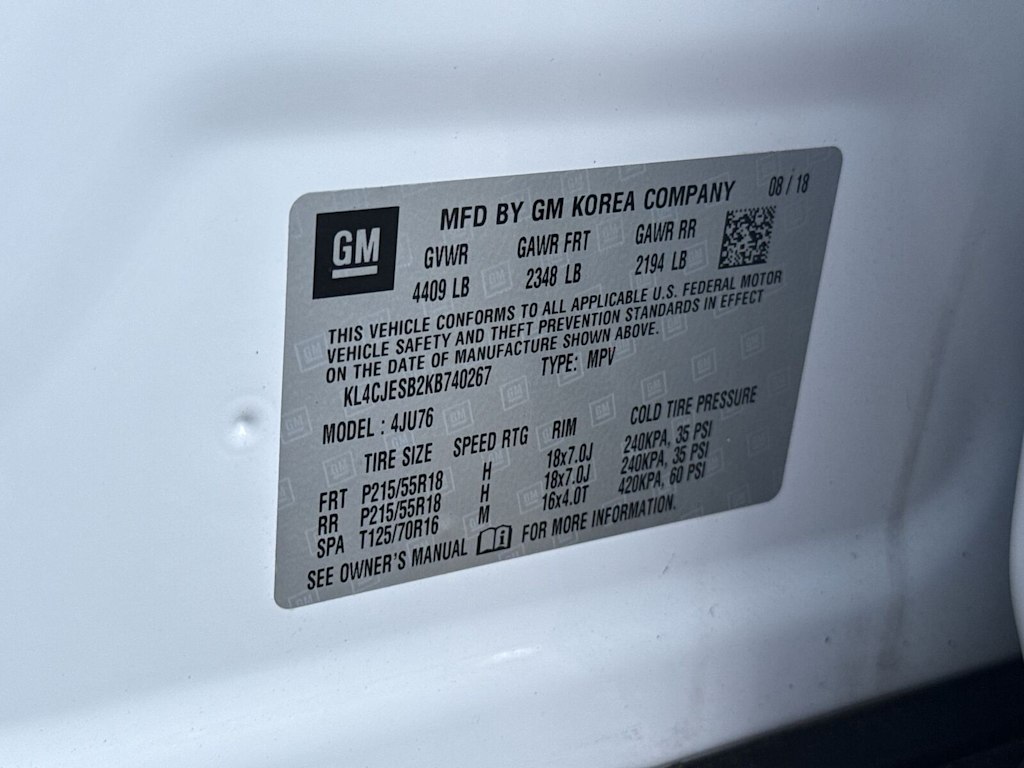 GM
MFD BY GM KOREA COMPANY 08 / 18
GVWR GAWR FRT GAWR RR
4409 LB 2348 LB 2194 LB
THIS VEHICLE CONFORMS TO ALL APPLICABLE U.S. FEDERAL MOTOR
VEHICLE SAFETY AND THEFT PREVENTION STANDARDS IN EFFECT
ON THE DATE OF MANUFACTURE SHOWN ABOVE.
KL4CJESB2KB740267 TYPE: MPV
MODEL : 4JU76
TIRE SIZE SPEED RTG RIM COLD TIRE PRESSURE
FRT P215/55R18 H 18x7.0J 240KPA, 35 PSI
RR P215/55R18 H 18x7.0J 240KPA, 35 PSI
SPA T125/70R16 M 16x4.0T 420KPA, 60 PSI
SEE OWNER'S MANUAL FOR MORE INFORMATION.